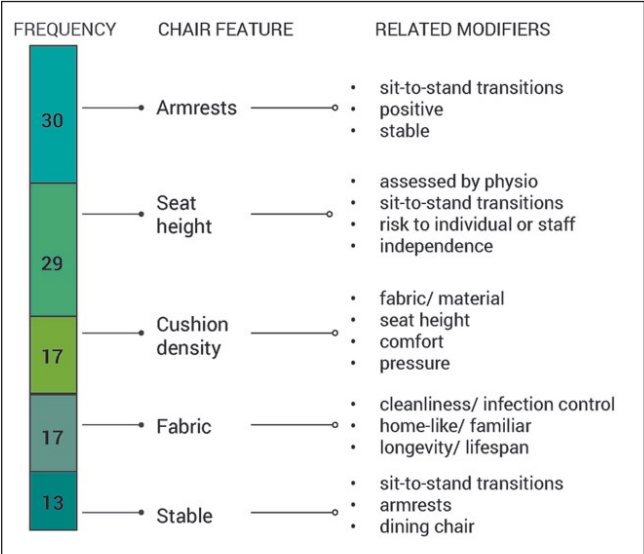 FREQUENCY CHAIR FEATURE RELATED MODIFIERS
30 Armrests
• sit-to-stand transitions
• positive
• stable
29 Seat
height
• assessed by physio
• sit-to-stand transitions
• risk to individual or staff
• independence
17 Cushion
density
• fabric/ material
• seat height
• comfort
• pressure
17 Fabric
• cleanliness/ infection control
• home-like/ familiar
• longevity/ lifespan
13 Stable
• sit-to-stand transitions
• armrests
• dining chair